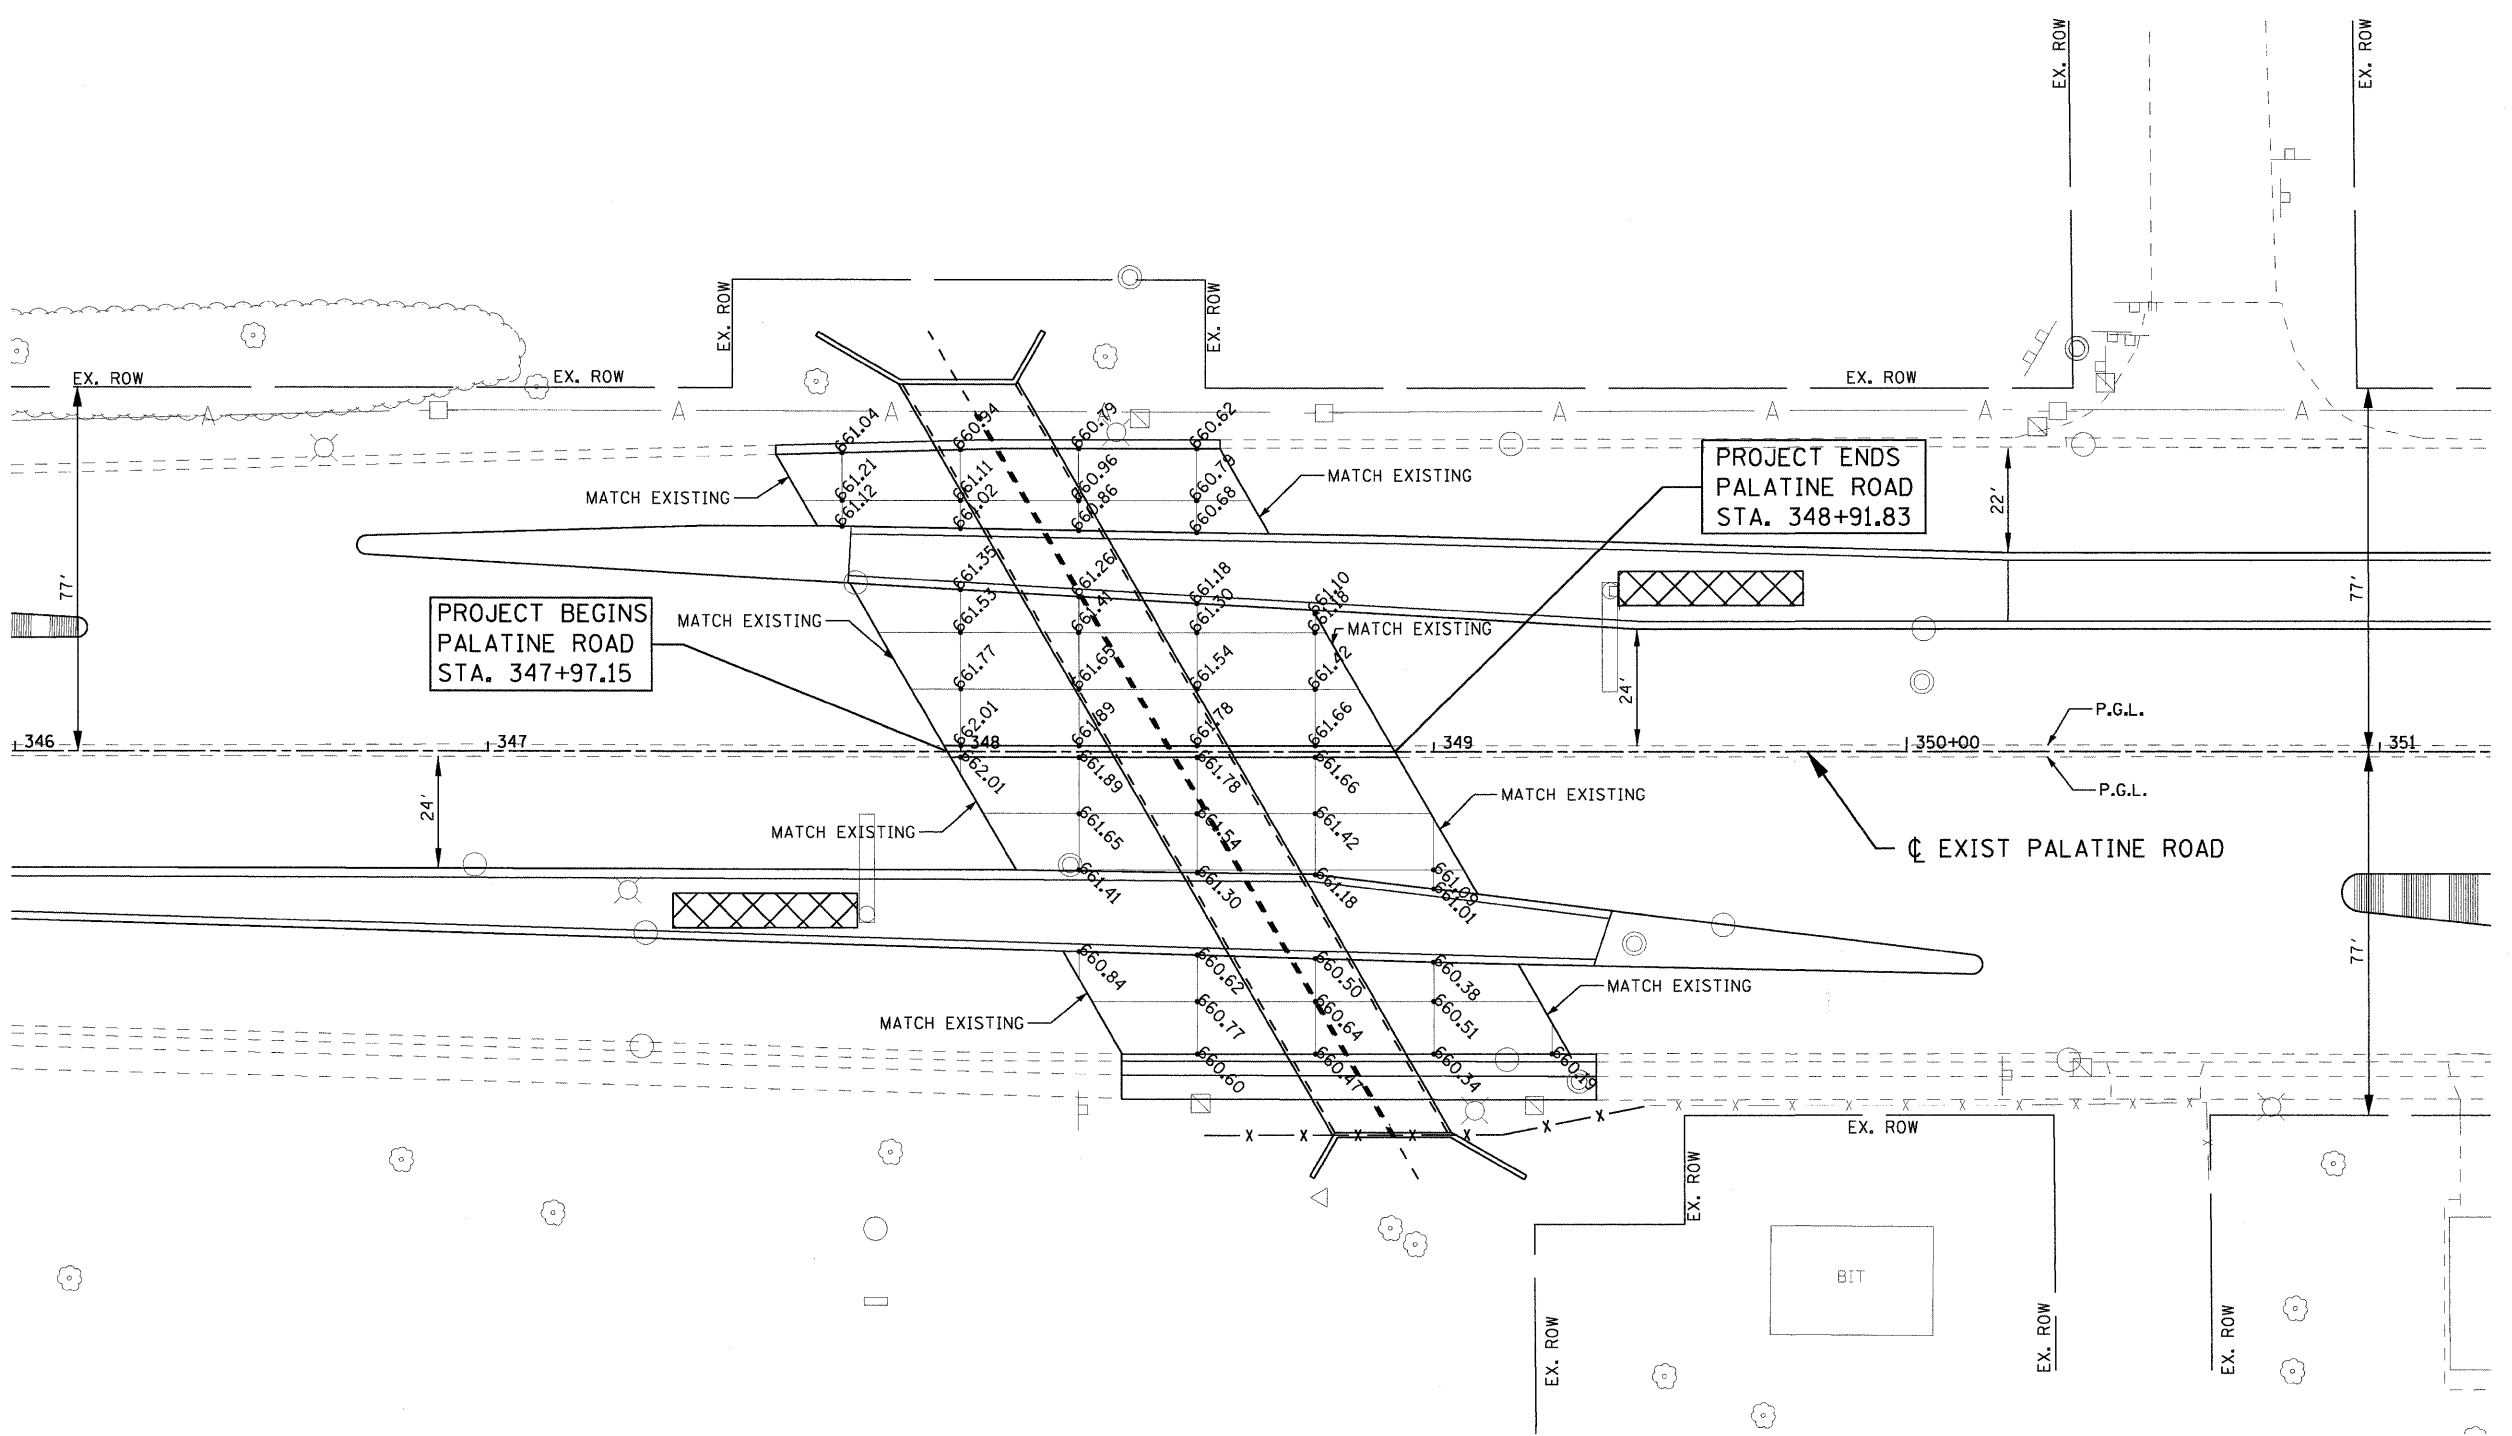 EX. ROW
EX. ROW
EX. ROW
EX. ROW
EX. ROW
EX. ROW
EX. ROW
A
A
A
A
A
A
A
661.04
660.94
660.79
660.62
661.21
661.11
660.96
660.79
661.12
661.02
660.86
660.68
MATCH EXISTING
MATCH EXISTING
PROJECT ENDS
PALATINE ROAD
STA. 348+91.83
22'
77'
77'
661.35
661.26
661.18
661.10
661.53
661.41
661.30
661.18
PROJECT BEGINS
PALATINE ROAD
STA. 347+97.15
MATCH EXISTING
MATCH EXISTING
661.77
661.65
661.54
661.42
24'
662.01
661.89
661.78
661.66
P.G.L.
346
347
348
349
350+00
351
662.01
661.89
661.78
661.66
P.G.L.
24'
MATCH EXISTING
MATCH EXISTING
661.65
661.54
661.42
℄ EXIST PALATINE ROAD
661.41
661.30
661.18
661.09
661.01
77'
660.84
660.62
660.50
660.38
MATCH EXISTING
MATCH EXISTING
660.77
660.64
660.51
660.60
660.47
660.34
660.19
X X X X X X X
X X X X X X X X X X
EX. ROW
EX. ROW
BIT
EX. ROW
EX. ROW
EX. ROW